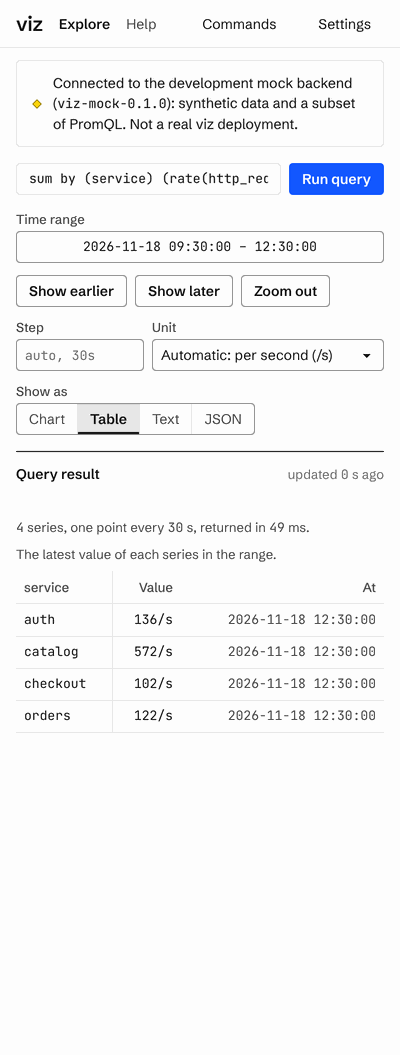 viz Explore Help Commands Settings
Connected to the development mock backend
(viz-mock-0.1.0): synthetic data and a subset
of PromQL. Not a real viz deployment.
sum by (service) (rate(http_rec Run query
Time range
2026-11-18 09:30:00 – 12:30:00
Show earlier Show later Zoom out
Step Unit
auto, 30s Automatic: per second (/s)
Show as
Chart Table Text JSON
Query result updated 0 s ago
4 series, one point every 30 s, returned in 49 ms.
The latest value of each series in the range.
service Value At
auth 136/s 2026-11-18 12:30:00
catalog 572/s 2026-11-18 12:30:00
checkout 102/s 2026-11-18 12:30:00
orders 122/s 2026-11-18 12:30:00